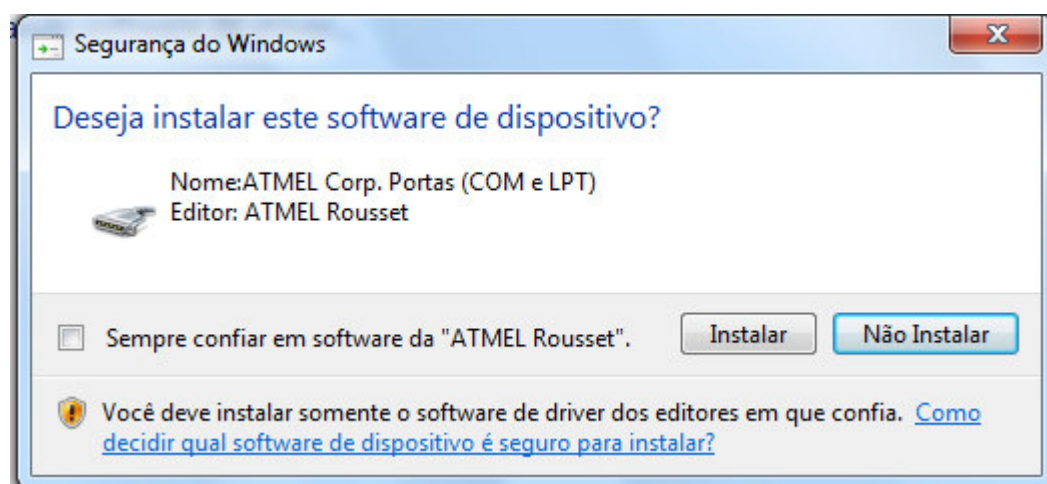 Segurança do Windows
Deseja instalar este software de dispositivo?
Nome:ATMEL Corp. Portas (COM e LPT)
Editor: ATMEL Rousset
Sempre confiar em software da "ATMEL Rousset".
Instalar
Não Instalar
Você deve instalar somente o software de driver dos editores em que confia. Como
decidir qual software de dispositivo é seguro para instalar?